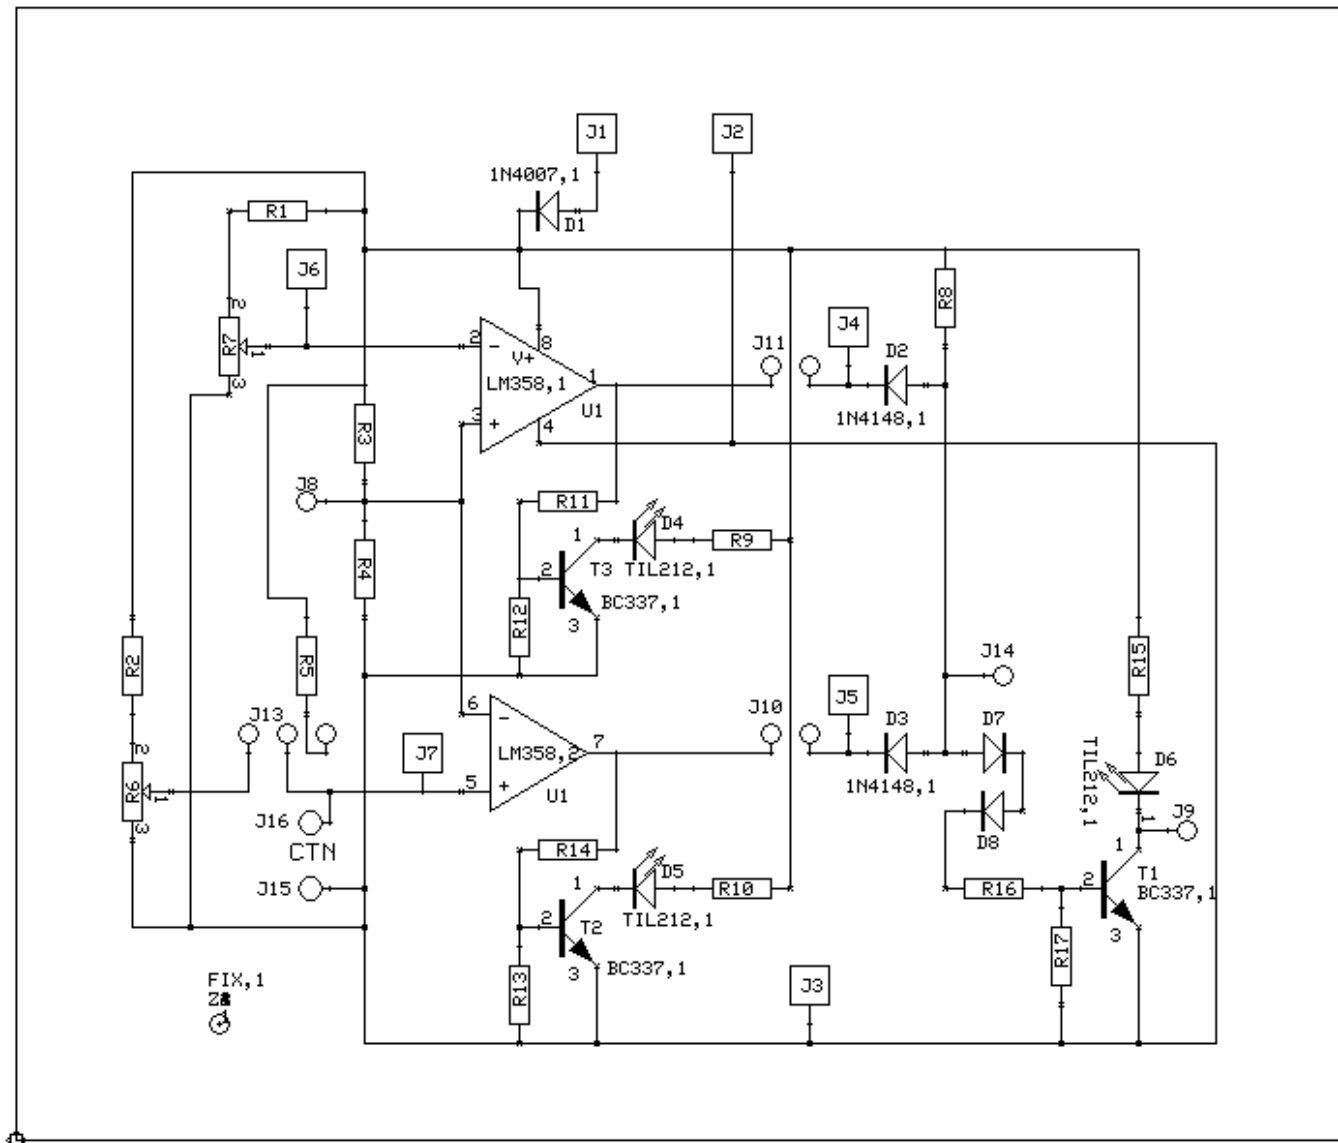 J1
J2
1N4007,1
R1
D1
J6
J4
R8
2
R7
1
3
2
8
V+
J11
D2
LM358,1
1
U1
3
4
1N4148,1
R3
J8
R11
1
D4
R9
R4
2
T3
TIL212,1
BC337,1
R12
3
R2
R5
J14
R15
6
J5
J13
J10
D3
D7
2
7
LM358,2
J7
R6
1
5
U1
1N4148,1
TIL212,1
D6
3
J16
1
J9
CTN
D8
R14
D5
1
1
T1
J15
R10
R16
2
BC337,1
TIL212,1
2
T2
3
R17
BC337,1
3
R13
FIX,1
J3